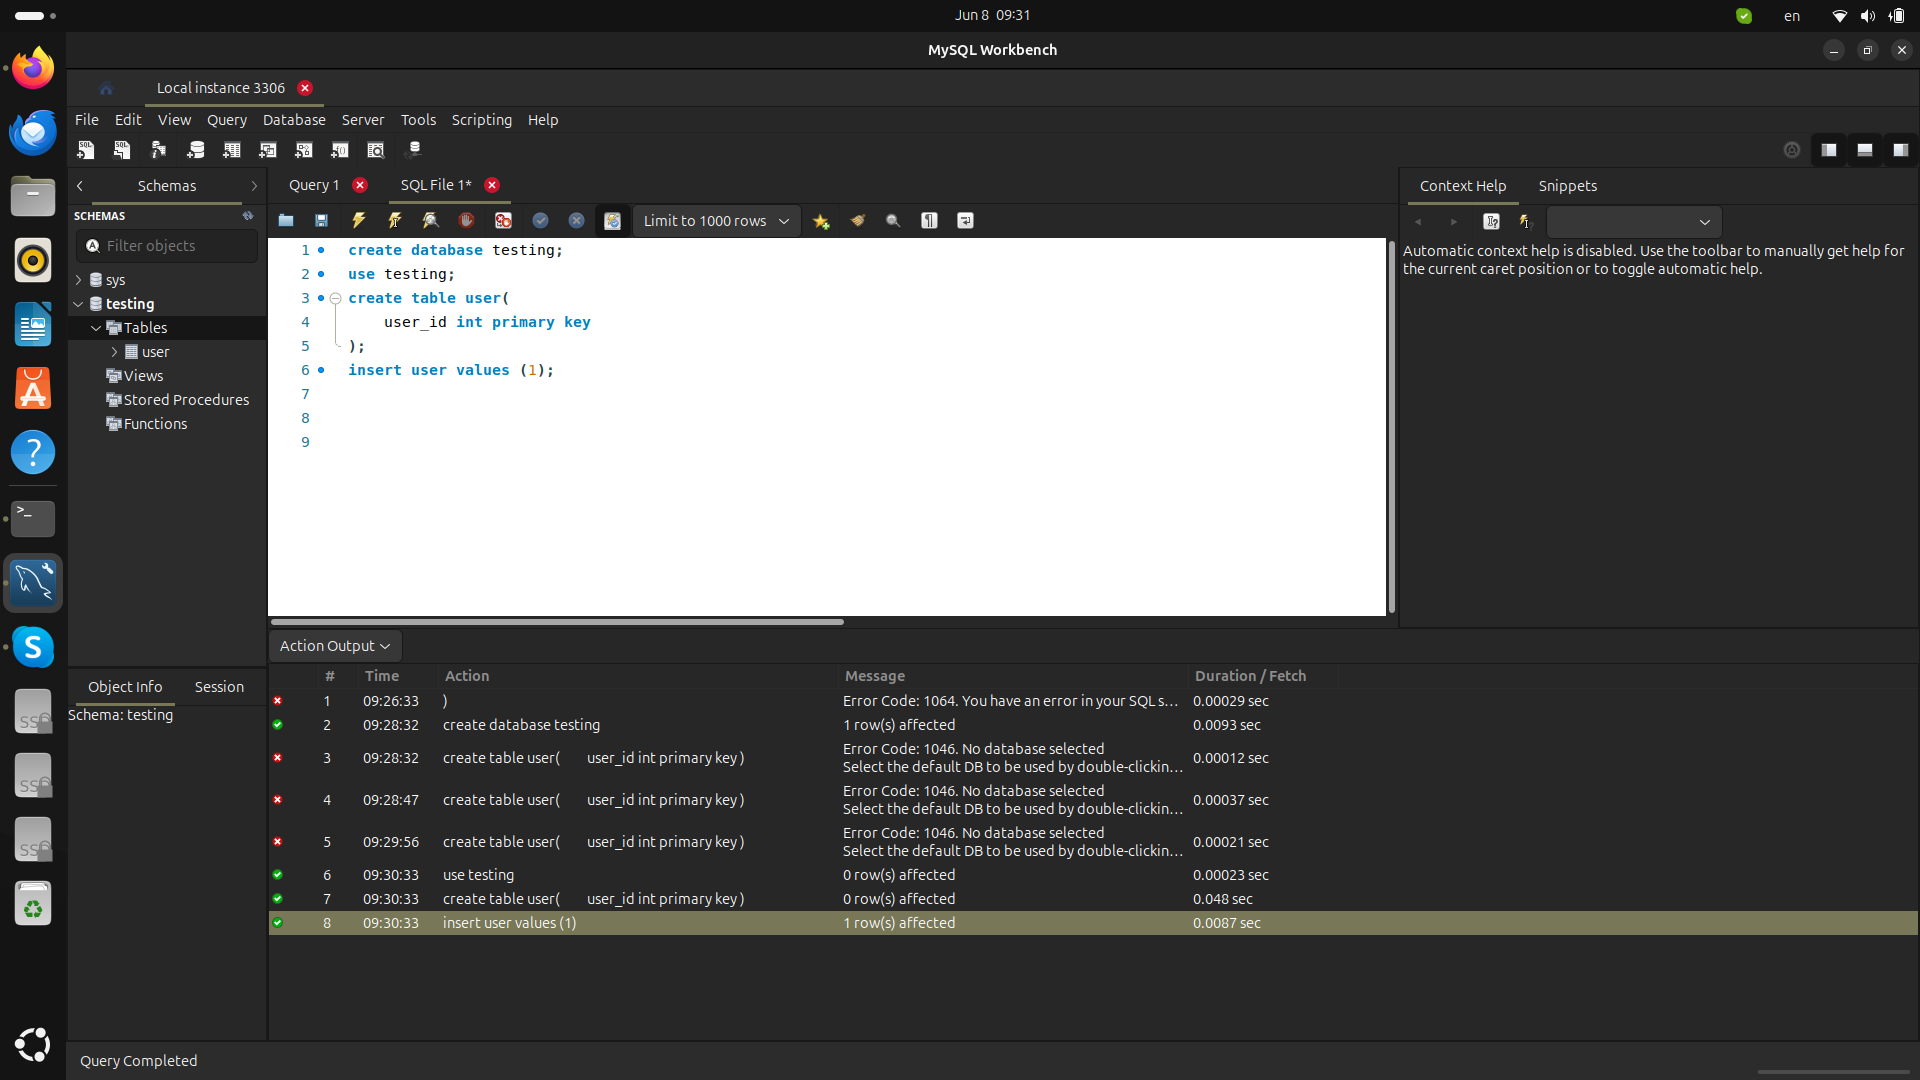 Jun 8 09:31
en
MySQL Workbench
Local instance 3306
File Edit View Query Database Server Tools Scripting Help
Schemas
Query 1
SQL File 1*
Context Help
Snippets
SCHEMAS
Limit to 1000 rows
Filter objects
Automatic context help is disabled. Use the toolbar to manually get help for
the current caret position or to toggle automatic help.
sys
testing
Tables
user
Views
Stored Procedures
Functions
1 create database testing;
2 use testing;
3 create table user(
4 user_id int primary key
5 );
6 insert user values (1);
7
8
9
Action Output
# Time Action Message Duration / Fetch
1 09:26:33 ) Error Code: 1064. You have an error in your SQL s... 0.00029 sec
2 09:28:32 create database testing 1 row(s) affected 0.0093 sec
3 09:28:32 create table user( user_id int primary key ) Error Code: 1046. No database selected
Select the default DB to be used by double-clickin... 0.00012 sec
4 09:28:47 create table user( user_id int primary key ) Error Code: 1046. No database selected
Select the default DB to be used by double-clickin... 0.00037 sec
5 09:29:56 create table user( user_id int primary key ) Error Code: 1046. No database selected
Select the default DB to be used by double-clickin... 0.00021 sec
6 09:30:33 use testing 0 row(s) affected 0.00023 sec
7 09:30:33 create table user( user_id int primary key ) 0 row(s) affected 0.048 sec
8 09:30:33 insert user values (1) 1 row(s) affected 0.0087 sec
Object Info
Session
Schema: testing
Query Completed